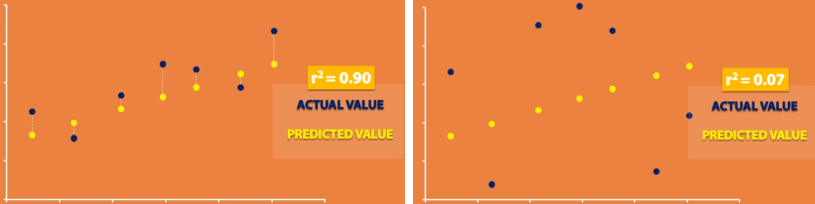 r² = 0.90
ACTUAL VALUE
PREDICTED VALUE
r² = 0.07
ACTUAL VALUE
PREDICTED VALUE